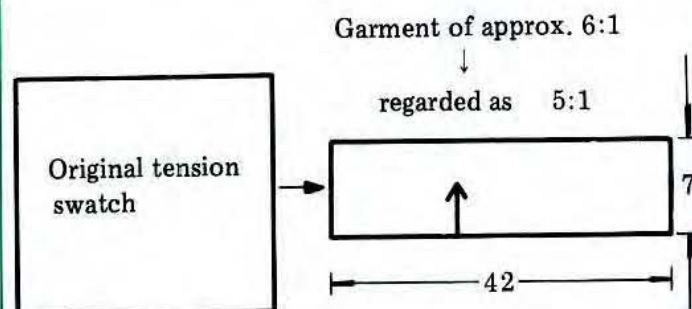 Garment of approx. 6:1
↓
regarded as 5:1
Original tension
swatch
7
42